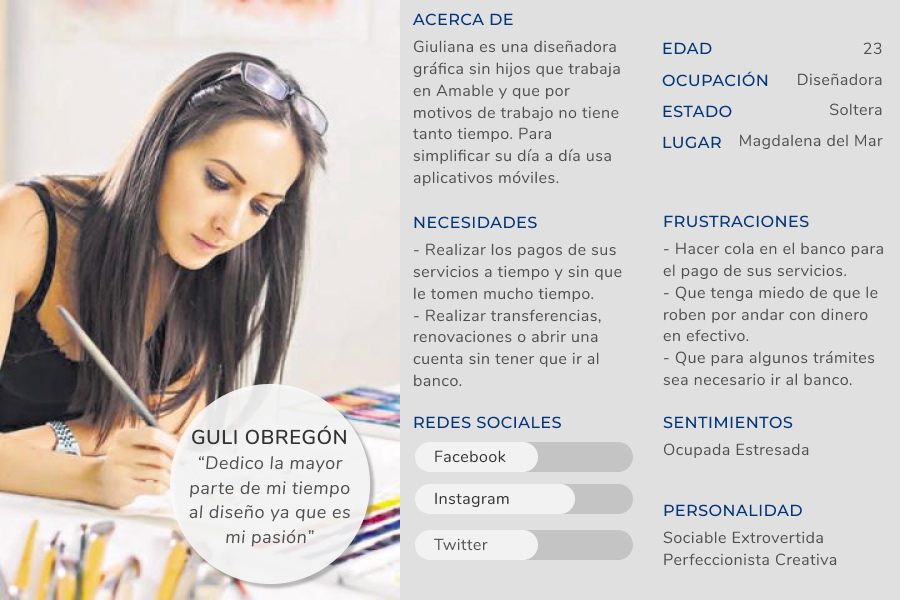 GULI OBREGÓN
“Dedico la mayor
parte de mi tiempo
al diseño ya que es
mi pasión”
ACERCA DE
Giuliana es una diseñadora
gráfica sin hijos que trabaja
en Amable y que por
motivos de trabajo no tiene
tanto tiempo. Para
simplificar su día a día usa
aplicativos móviles.
EDAD 23
OCUPACIÓN Diseñadora
ESTADO Soltera
LUGAR Magdalena del Mar
NECESIDADES
- Realizar los pagos de sus
servicios a tiempo y sin que
le tomen mucho tiempo.
- Realizar transferencias,
renovaciones o abrir una
cuenta sin tener que ir al
banco.
FRUSTRACIONES
- Hacer cola en el banco para
el pago de sus servicios.
- Que tenga miedo de que le
roben por andar con dinero
en efectivo.
- Que para algunos trámites
sea necesario ir al banco.
REDES SOCIALES
Facebook
Instagram
Twitter
SENTIMIENTOS
Ocupada Estresada
PERSONALIDAD
Sociable Extrovertida
Perfeccionista Creativa